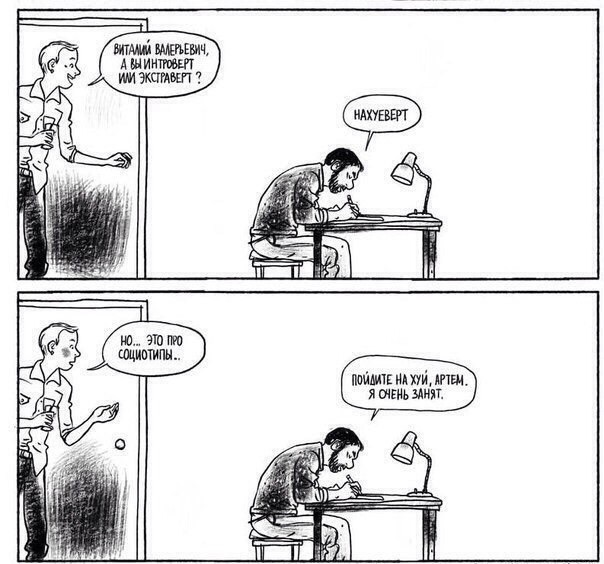 ВИТАЛИЙ ВАЛЕРЬЕВИЧ,
А ВЫ ИНТРОВЕРТ
ИЛИ ЭКСТРАВЕРТ ?
НАХУЕВЕРТ
НО... ЭТО ПРО
СОЦИОТИПЫ...
ПОЙДИТЕ НА ХУЙ, АРТЕМ.
Я ОЧЕНЬ ЗАНЯТ.